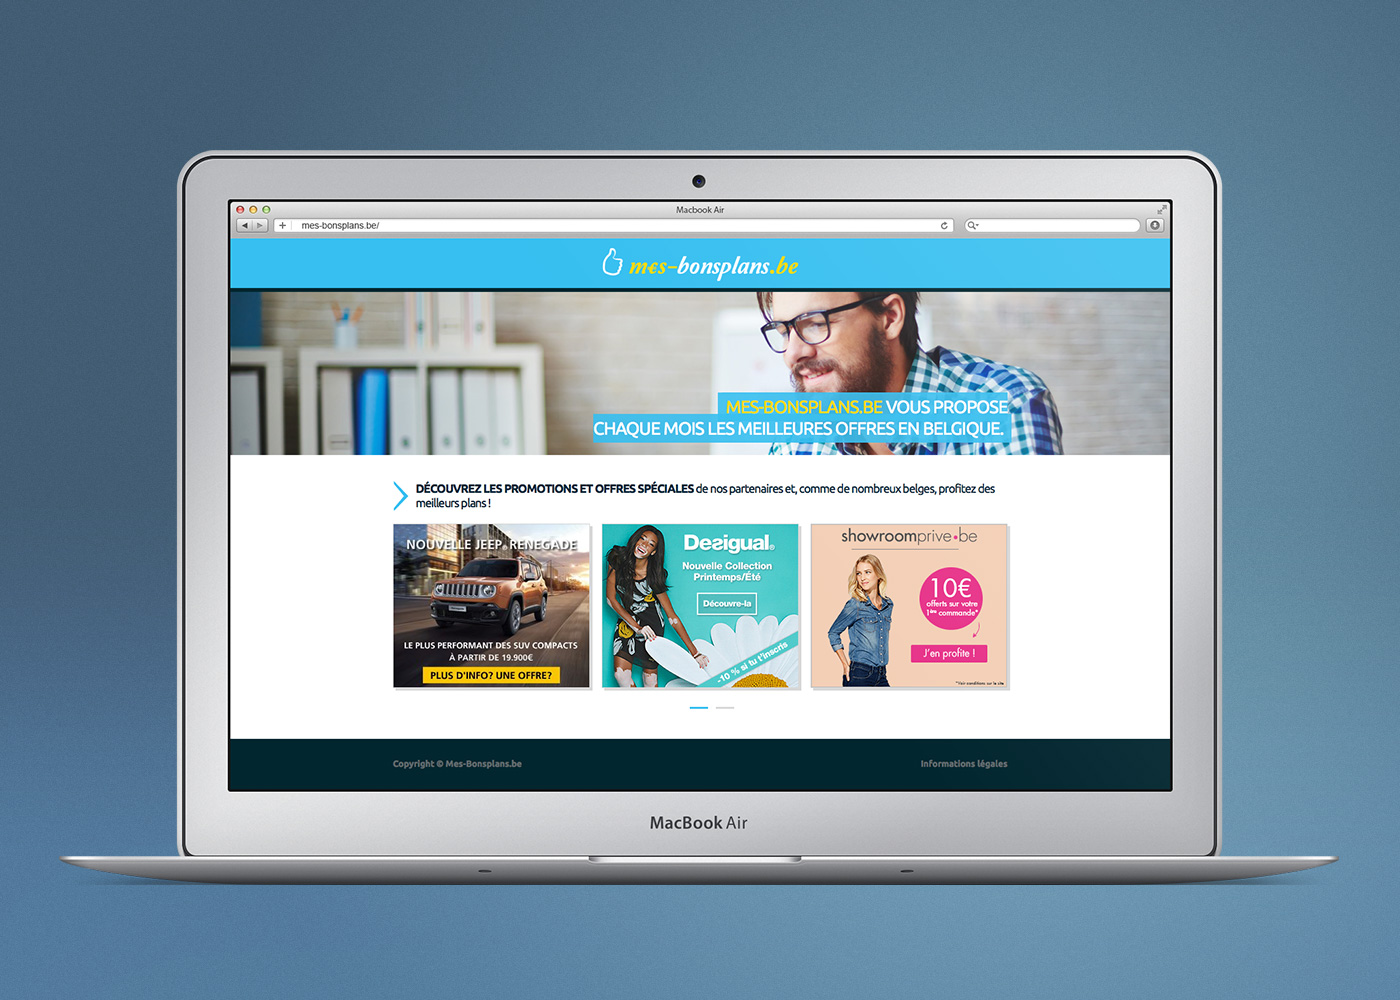 Macbook Air
mes-bonsplans.be/
m€s-bonsplans.be
MES-BONSPLANS.BE VOUS PROPOSE
CHAQUE MOIS LES MEILLEURES OFFRES EN BELGIQUE.
DÉCOUVREZ LES PROMOTIONS ET OFFRES SPÉCIALES de nos partenaires et, comme de nombreux belges, profitez des
meilleurs plans !
NOUVELLE JEEP® RENEGADE
LE PLUS PERFORMANT DES SUV COMPACTS
À PARTIR DE 19.900€
PLUS D'INFO? UNE OFFRE?
Desigual®
Nouvelle Collection
Printemps/Été
Découvre-la
-10 % si tu t'inscris
showroomprive•be
10€
offerts sur votre
1ère commande*
J'en profite !
*Voir conditions sur le site
Copyright © Mes-Bonsplans.be
Informations légales
MacBook Air